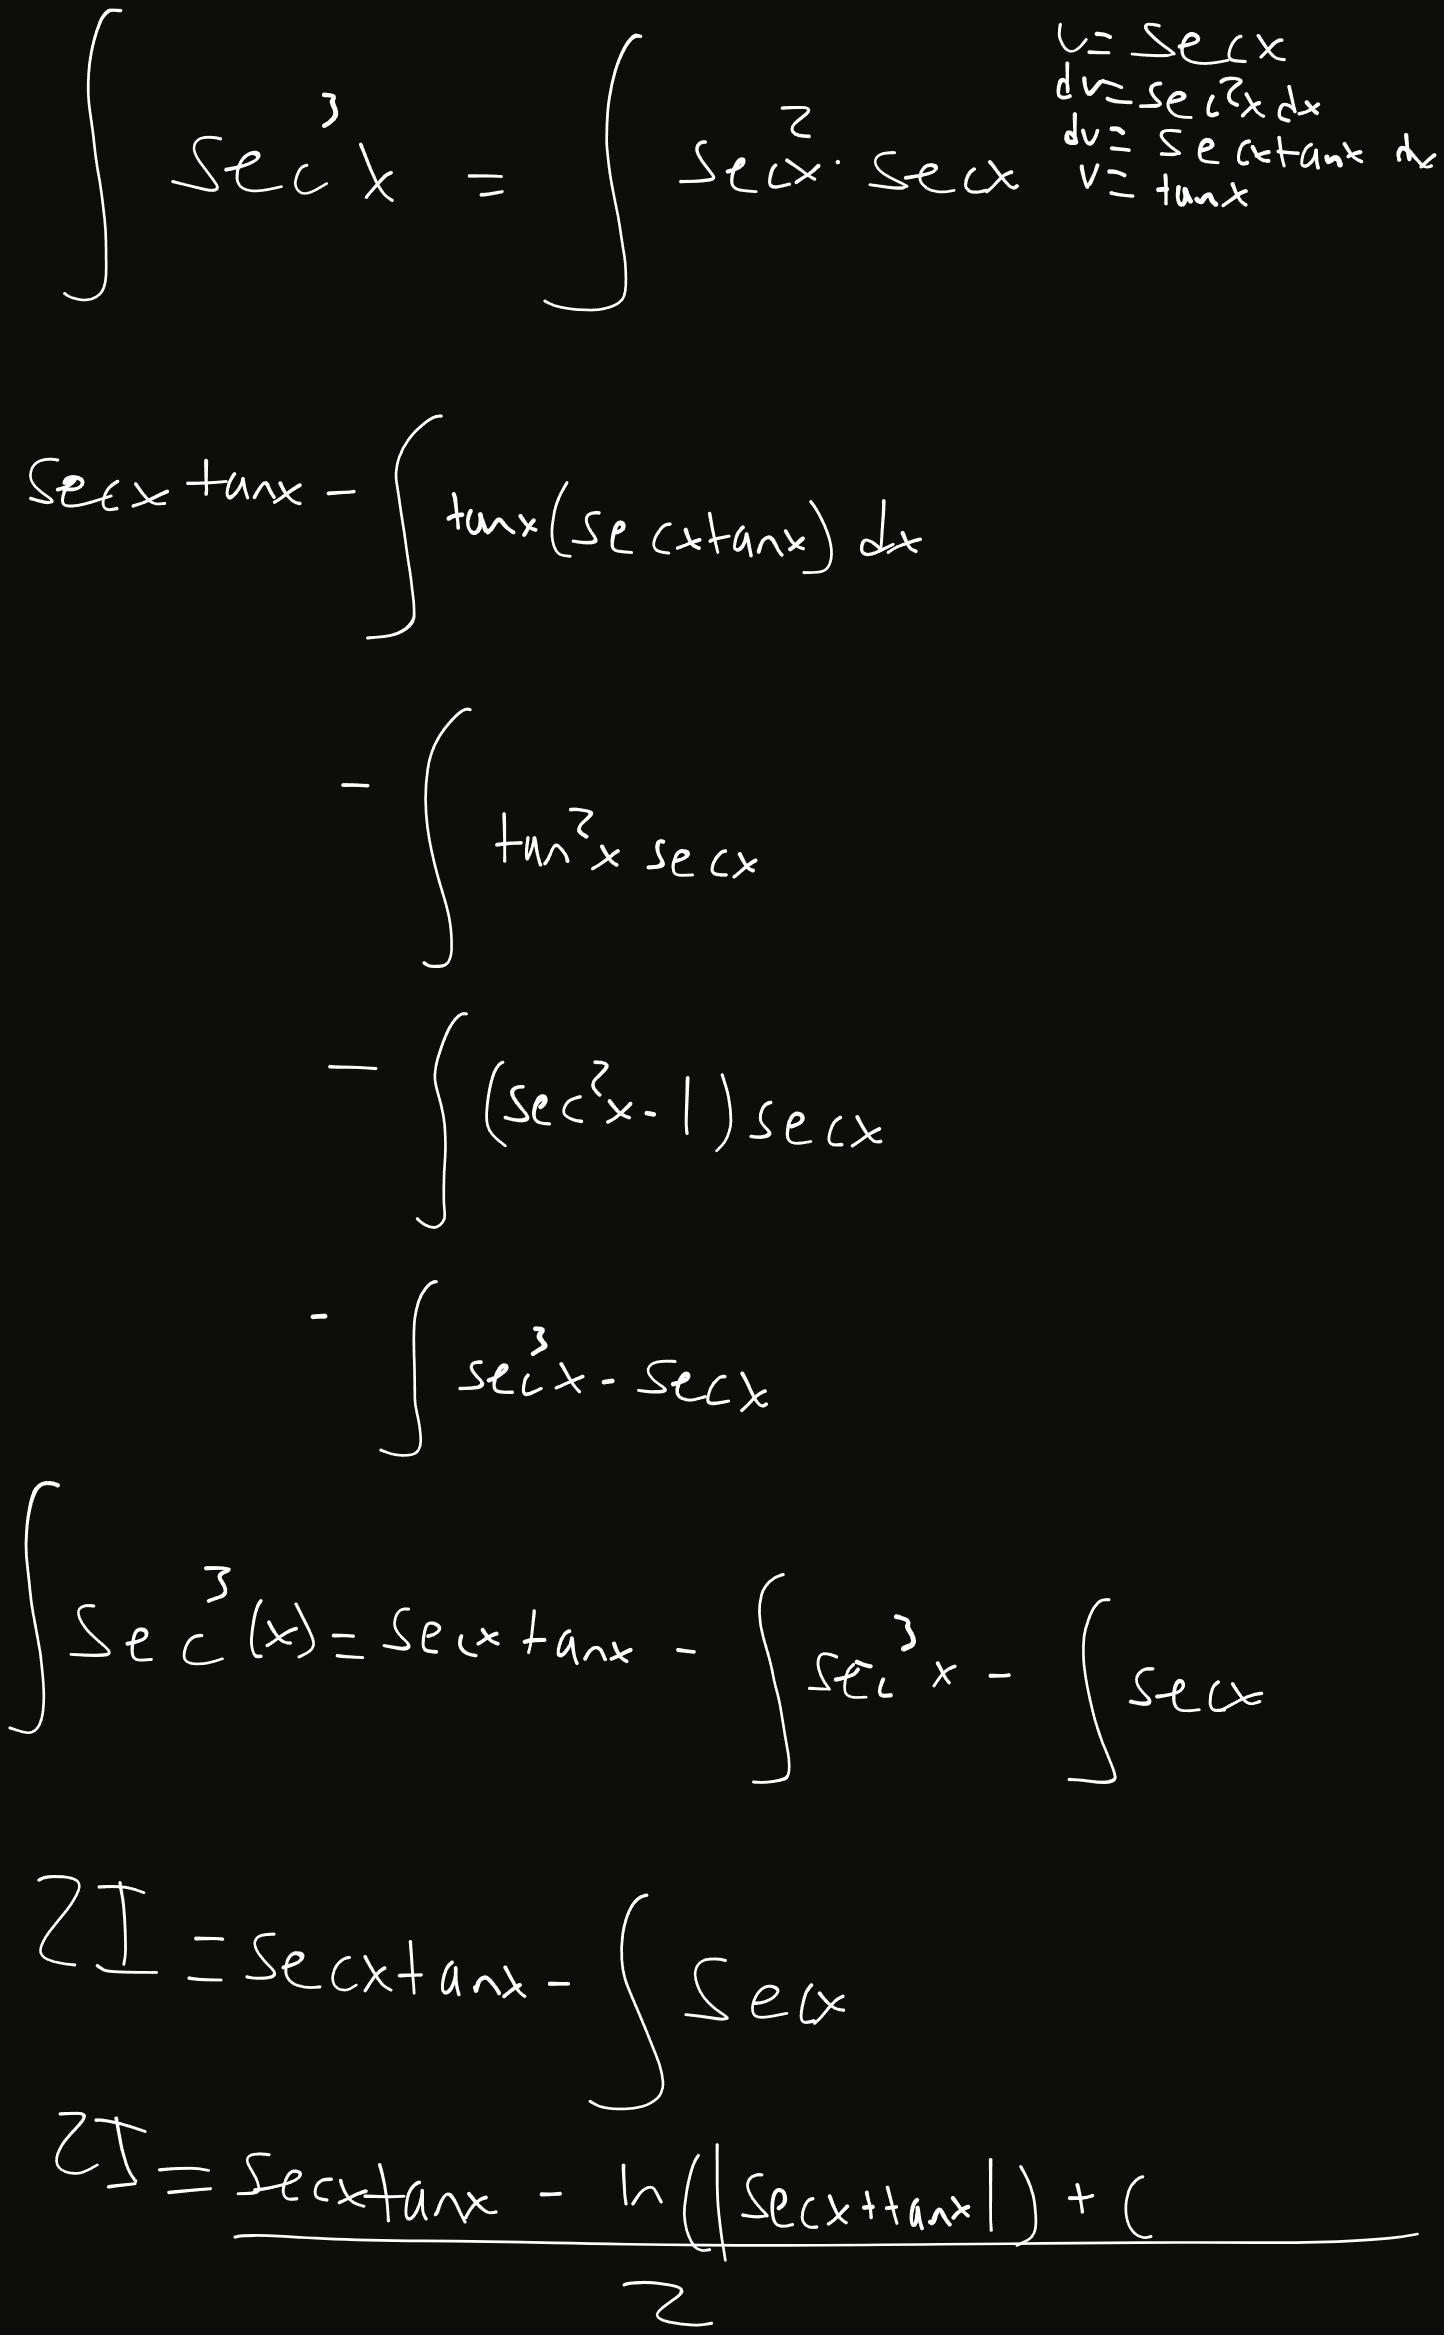 ∫ sec³x = ∫ sec²x · secx
u = secx
dv = sec²x dx
du = secxtanx dx
v = tanx
secx tanx - ∫ tanx(secxtanx) dx
- ∫ tan²x secx
- ∫ (sec²x - 1) secx
- ∫ sec³x - secx
∫ sec³(x) = secx tanx - ∫ sec³x - ∫ secx
2I = secxtanx - ∫ secx
2I = secxtanx - ln(|secx+tanx|) + C
2